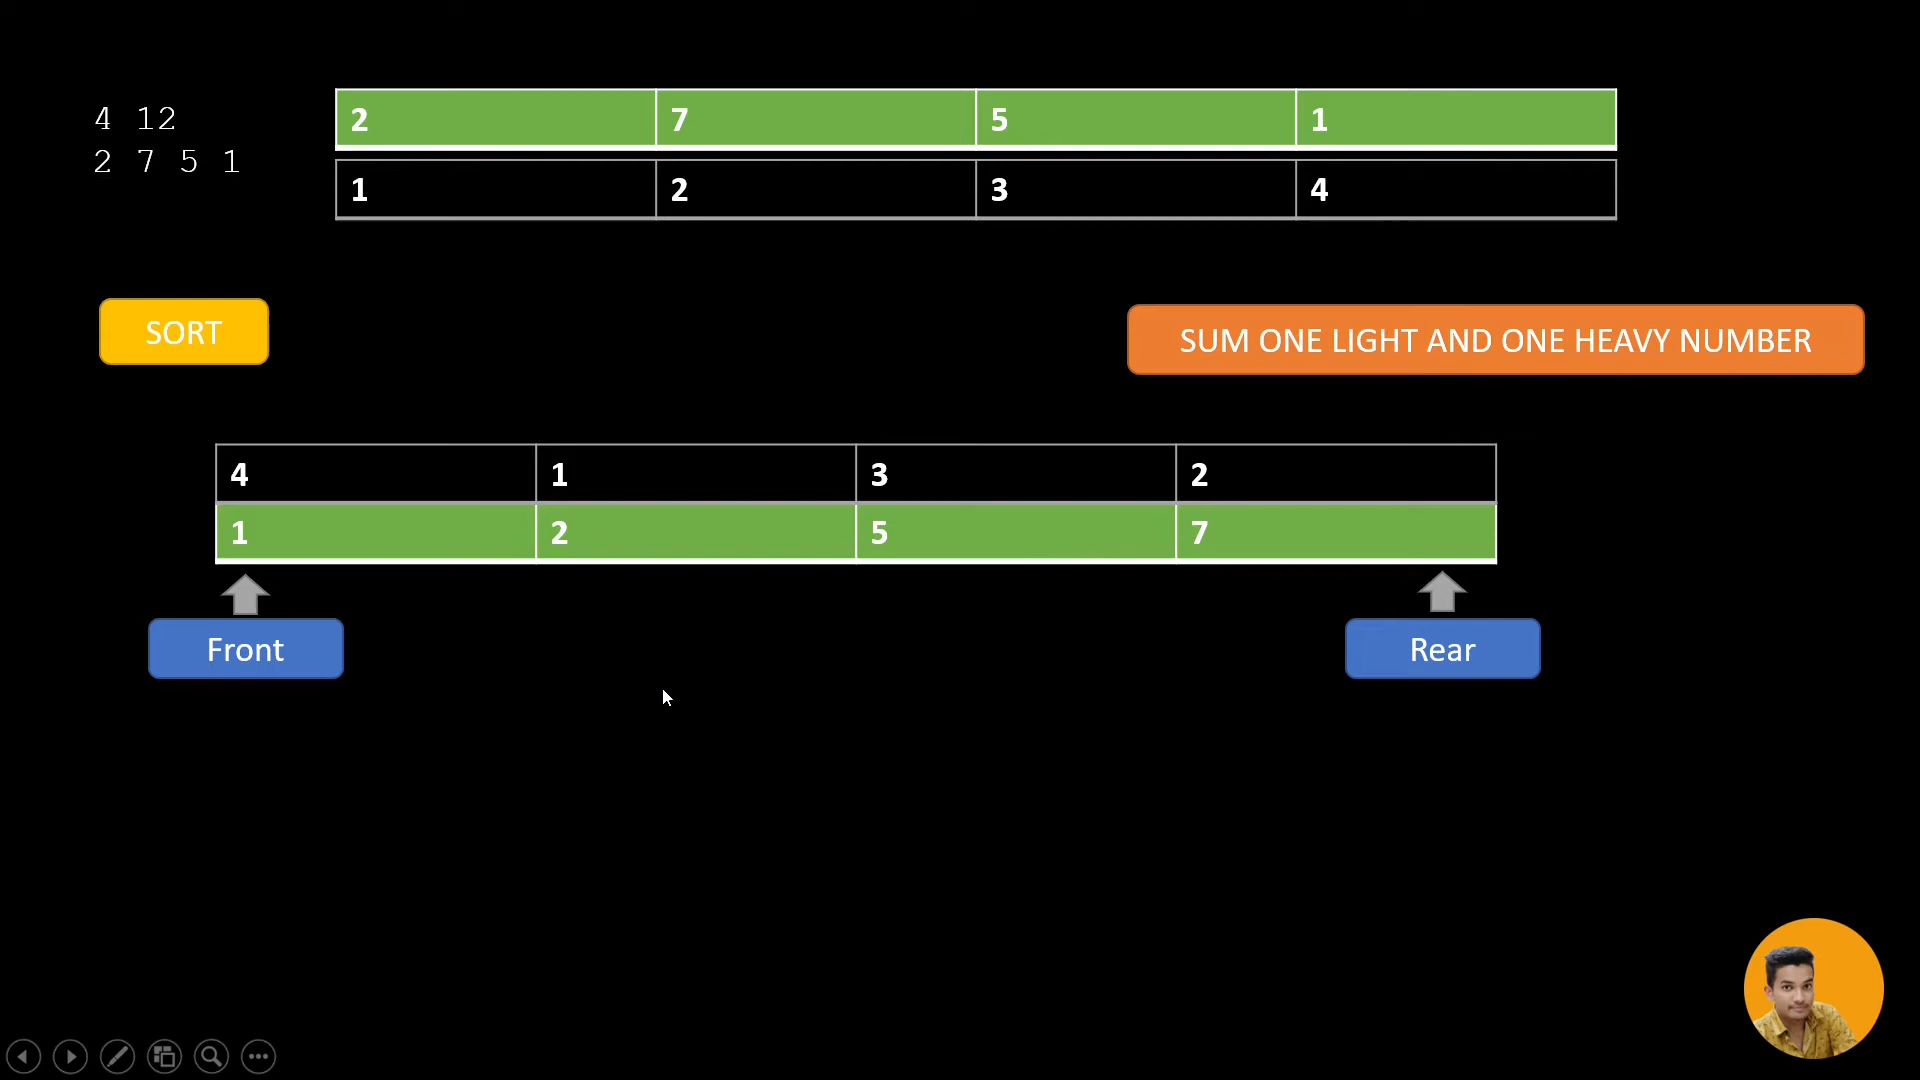 4 12
2 7 5 1
2 7 5 1
1 2 3 4
SORT
SUM ONE LIGHT AND ONE HEAVY NUMBER
4 1 3 2
1 2 5 7
Front
Rear